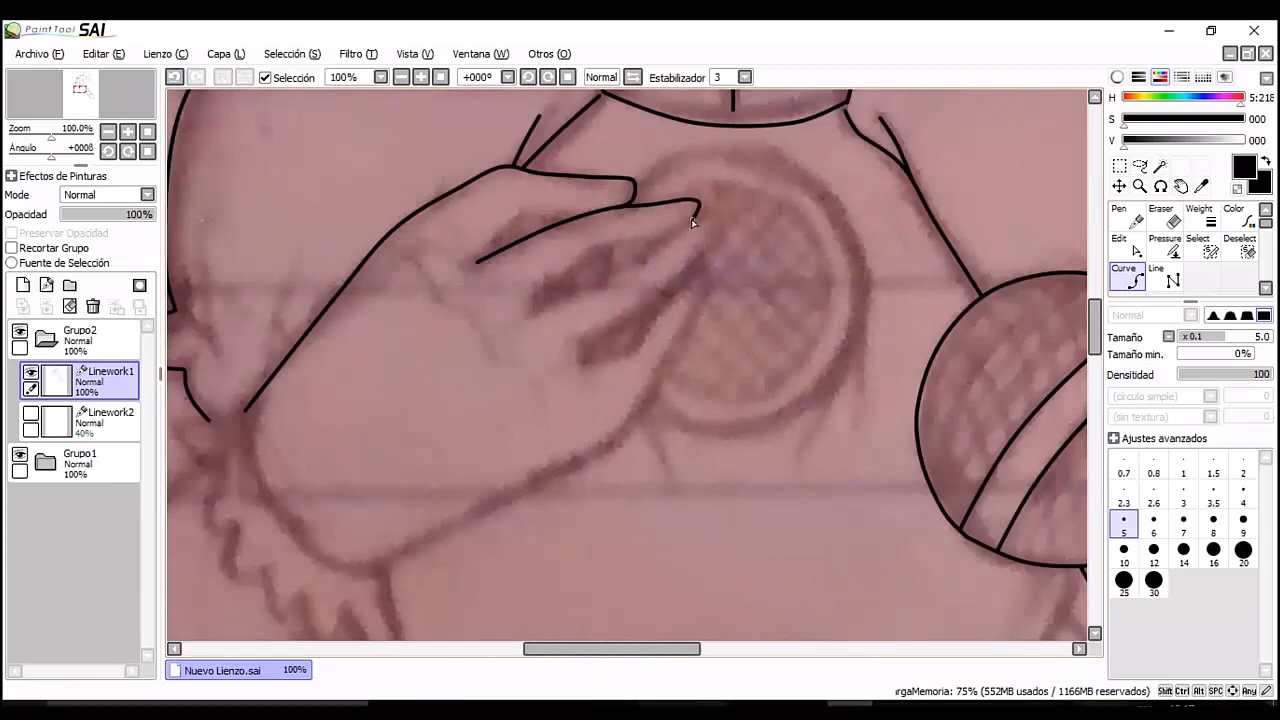 PaintTool SAI
Archivo (F) Editar (E) Lienzo (C) Capa (L) Selección (S) Filtro (T) Vista (V) Ventana (W) Otros (O)
Selección 100% +000º Normal Estabilizador 3
Zoom 100.0%
Ángulo +000º
Efectos de Pinturas
Mode Normal
Opacidad 100%
Preservar Opacidad
Recortar Grupo
Fuente de Selección
Grupo2
Normal
100%
Linework1
Normal
100%
Linework2
Normal
40%
Grupo1
Normal
100%
H 5:218
S 000
V 000
Pen Eraser Weight Color
Edit Pressure Select Deselect
Curve Line
Normal
Tamaño x 0.1 5.0
Tamaño min. 0%
Densidad 100
(círculo simple) 0
(sin textura) 0
Ajustes avanzados
0.7 0.8 1 1.5 2
2.3 2.6 3 3.5 4
5 6 7 8 9
10 12 14 16 20
25 30
Nuevo Lienzo.sai 100%
rgaMemoria: 75% (552MB usados / 1166MB reservados) Shift Ctrl Alt SPC Any